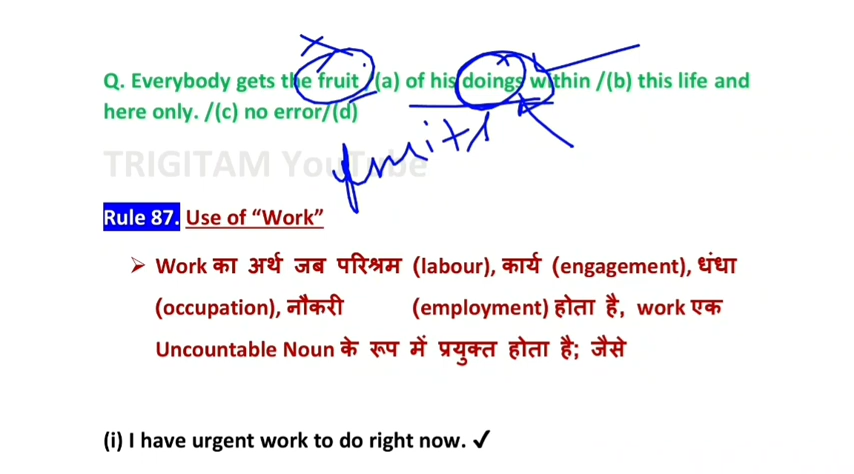 Q. Everybody gets the fruit /(a) of his doings within /(b) this life and
here only. /(c) no error/(d)
fruits
TRIGITAM YouTube
Rule 87. Use of “Work”
➢ Work का अर्थ जब परिश्रम (labour), कार्य (engagement), धंधा
(occupation), नौकरी (employment) होता है, work एक
Uncountable Noun के रूप में प्रयुक्त होता है; जैसे
(i) I have urgent work to do right now. ✓